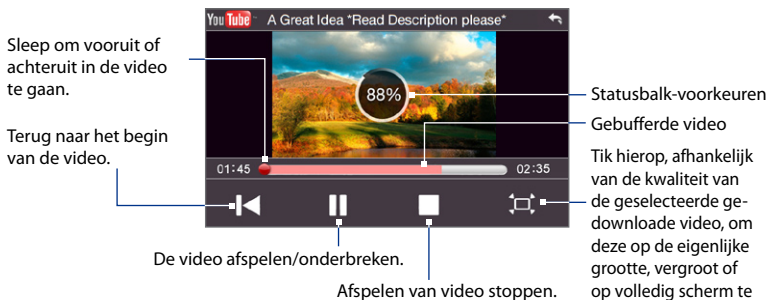 You Tube A Great Idea *Read Description please*
Sleep om vooruit of
achteruit in de video
te gaan.
88%
Statusbalk-voorkeuren
Gebufferde video
Terug naar het begin
van de video.
01:45
02:35
Tik hierop, afhankelijk
van de kwaliteit van
de geselecteerde ge-
downloade video, om
deze op de eigenlijke
grootte, vergroot of
op volledig scherm te
De video afspelen/onderbreken.
Afspelen van video stoppen.